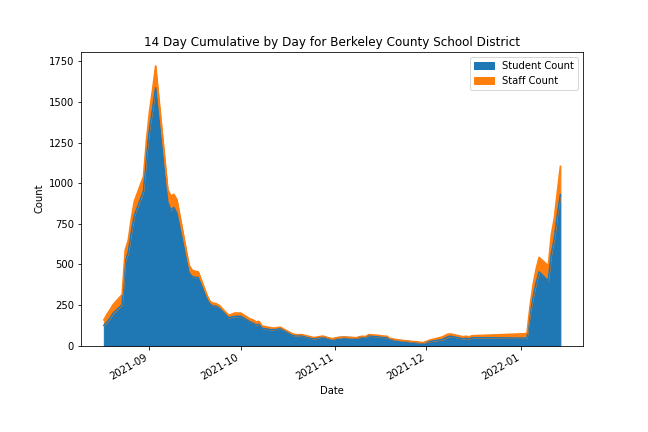 14 Day Cumulative by Day for Berkeley County School District
1750
1500
1250
1000
750
500
250
0
Count
Student Count
Staff Count
2021-09
2021-10
2021-11
2021-12
2022-01
Date